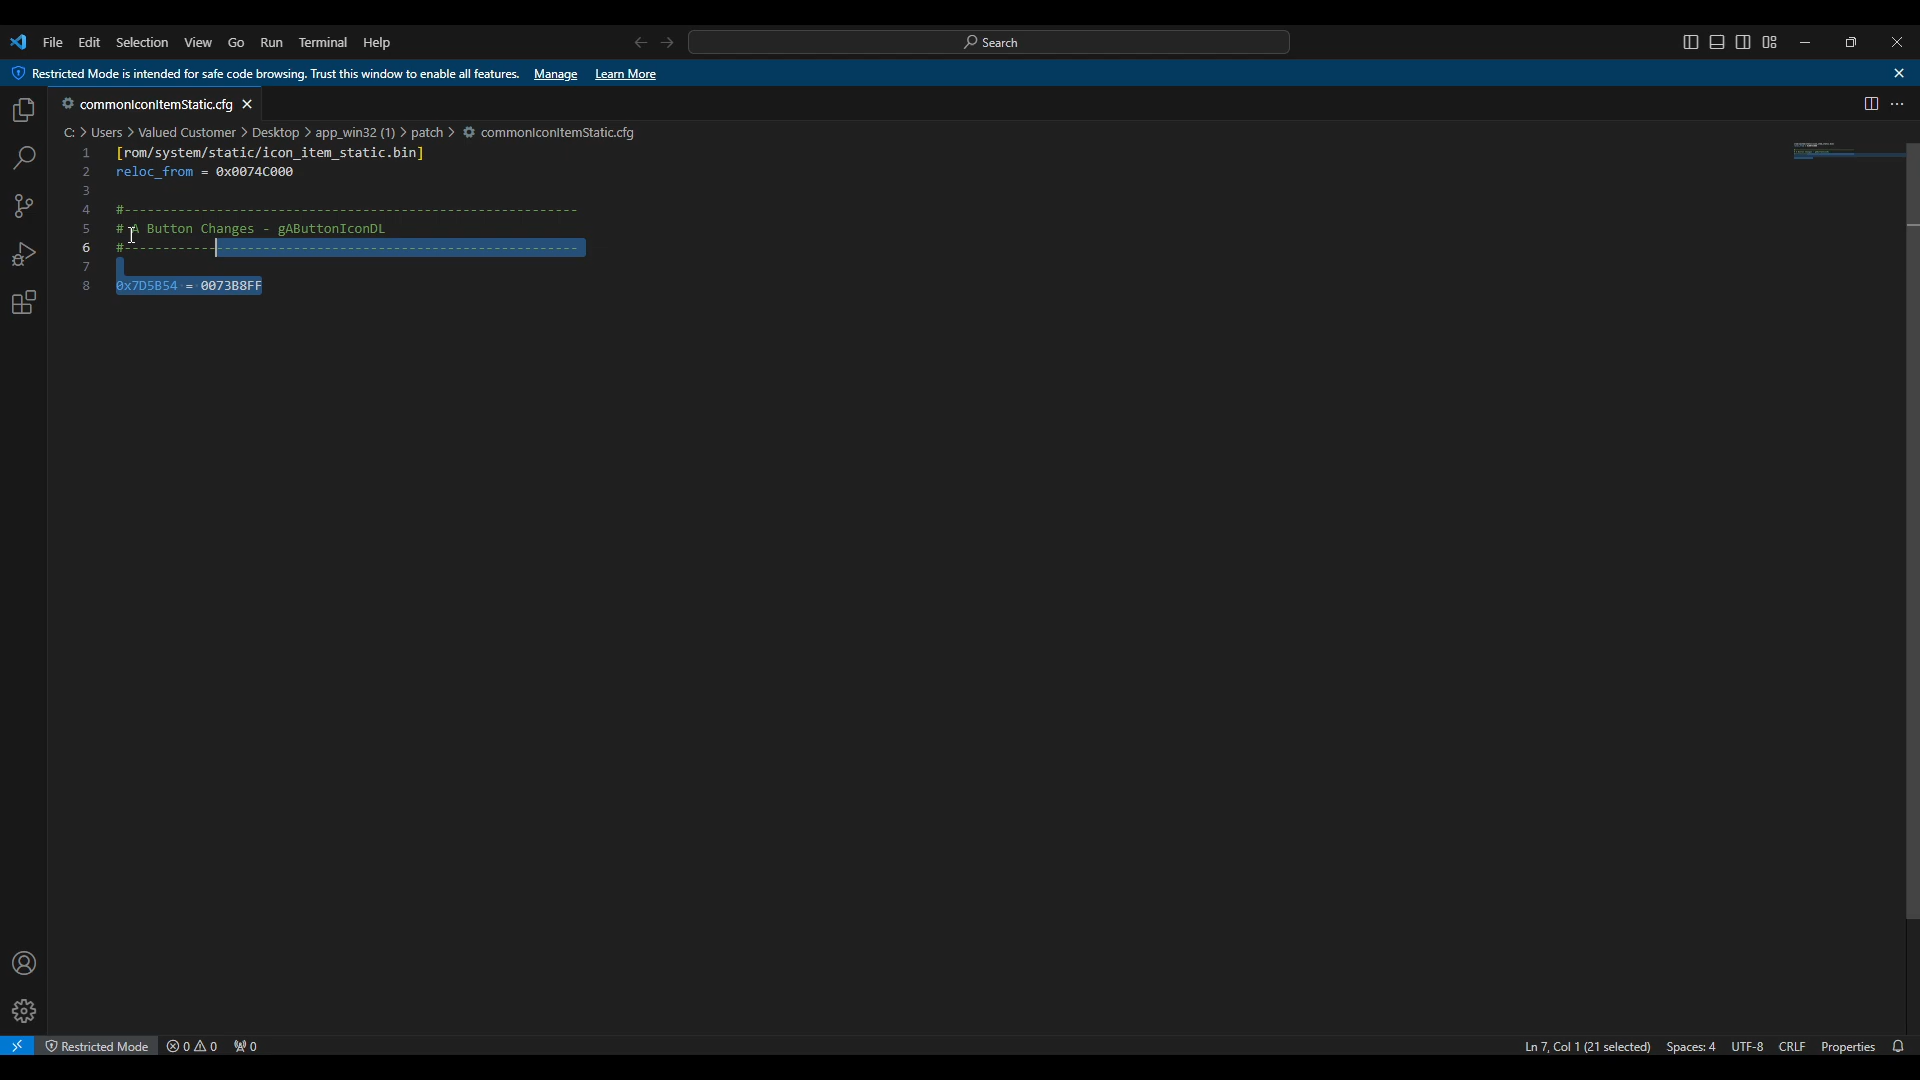 File Edit Selection View Go Run Terminal Help Search
Restricted Mode is intended for safe code browsing. Trust this window to enable all features. Manage Learn More
commonIconItemStatic.cfg
C: > Users > Valued Customer > Desktop > app_win32 (1) > patch > commonIconItemStatic.cfg
1 [rom/system/static/icon_item_static.bin]
2 reloc_from = 0x0074C000
3
4 #-----------------------------------------------------------
5 # A Button Changes - gAButtonIconDL
6 #-----------------------------------------------------------
7
8 0x7D5B54 = 0073B8FF
Restricted Mode 0 0 0 Ln 7, Col 1 (21 selected) Spaces: 4 UTF-8 CRLF Properties